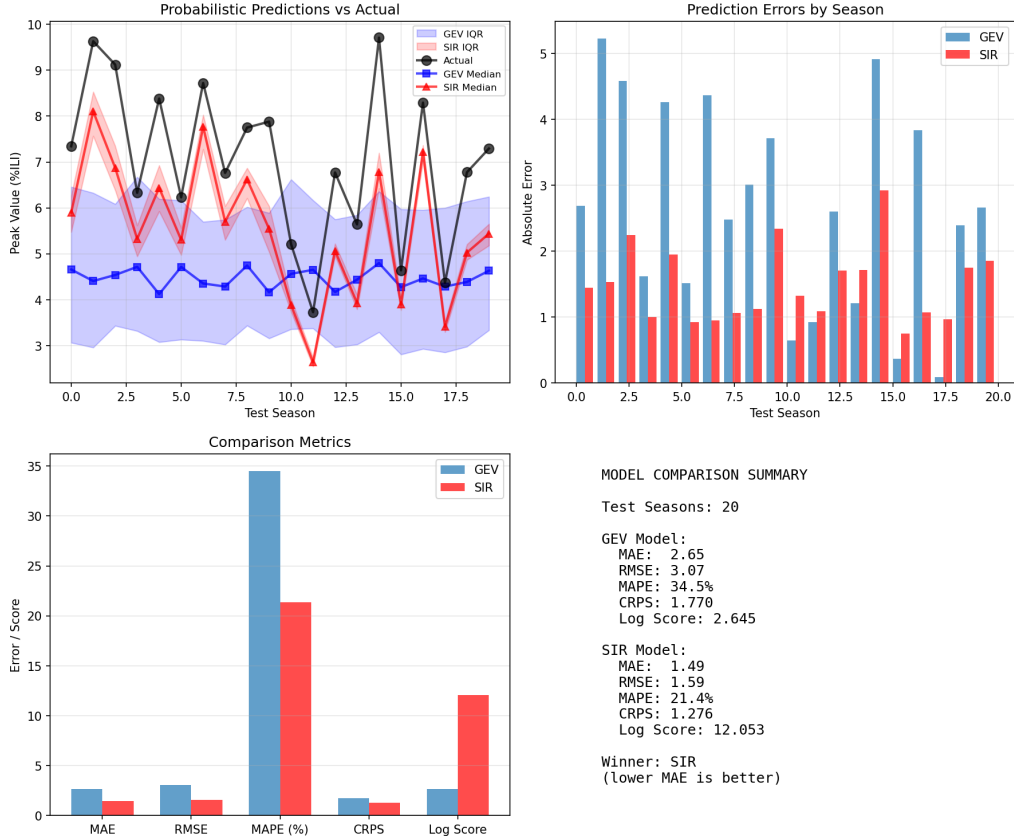 Probabilistic Predictions vs Actual
Peak Value (%ILI)
10
9
8
7
6
5
4
3
GEV IQR
SIR IQR
Actual
GEV Median
SIR Median
0.0 2.5 5.0 7.5 10.0 12.5 15.0 17.5
Test Season
Prediction Errors by Season
Absolute Error
5
4
3
2
1
0
GEV
SIR
0.0 2.5 5.0 7.5 10.0 12.5 15.0 17.5 20.0
Test Season
Comparison Metrics
Error / Score
35
30
25
20
15
10
5
0
GEV
SIR
MAE RMSE MAPE (%) CRPS Log Score
MODEL COMPARISON SUMMARY
Test Seasons: 20
GEV Model:
MAE: 2.65
RMSE: 3.07
MAPE: 34.5%
CRPS: 1.770
Log Score: 2.645
SIR Model:
MAE: 1.49
RMSE: 1.59
MAPE: 21.4%
CRPS: 1.276
Log Score: 12.053
Winner: SIR
(lower MAE is better)